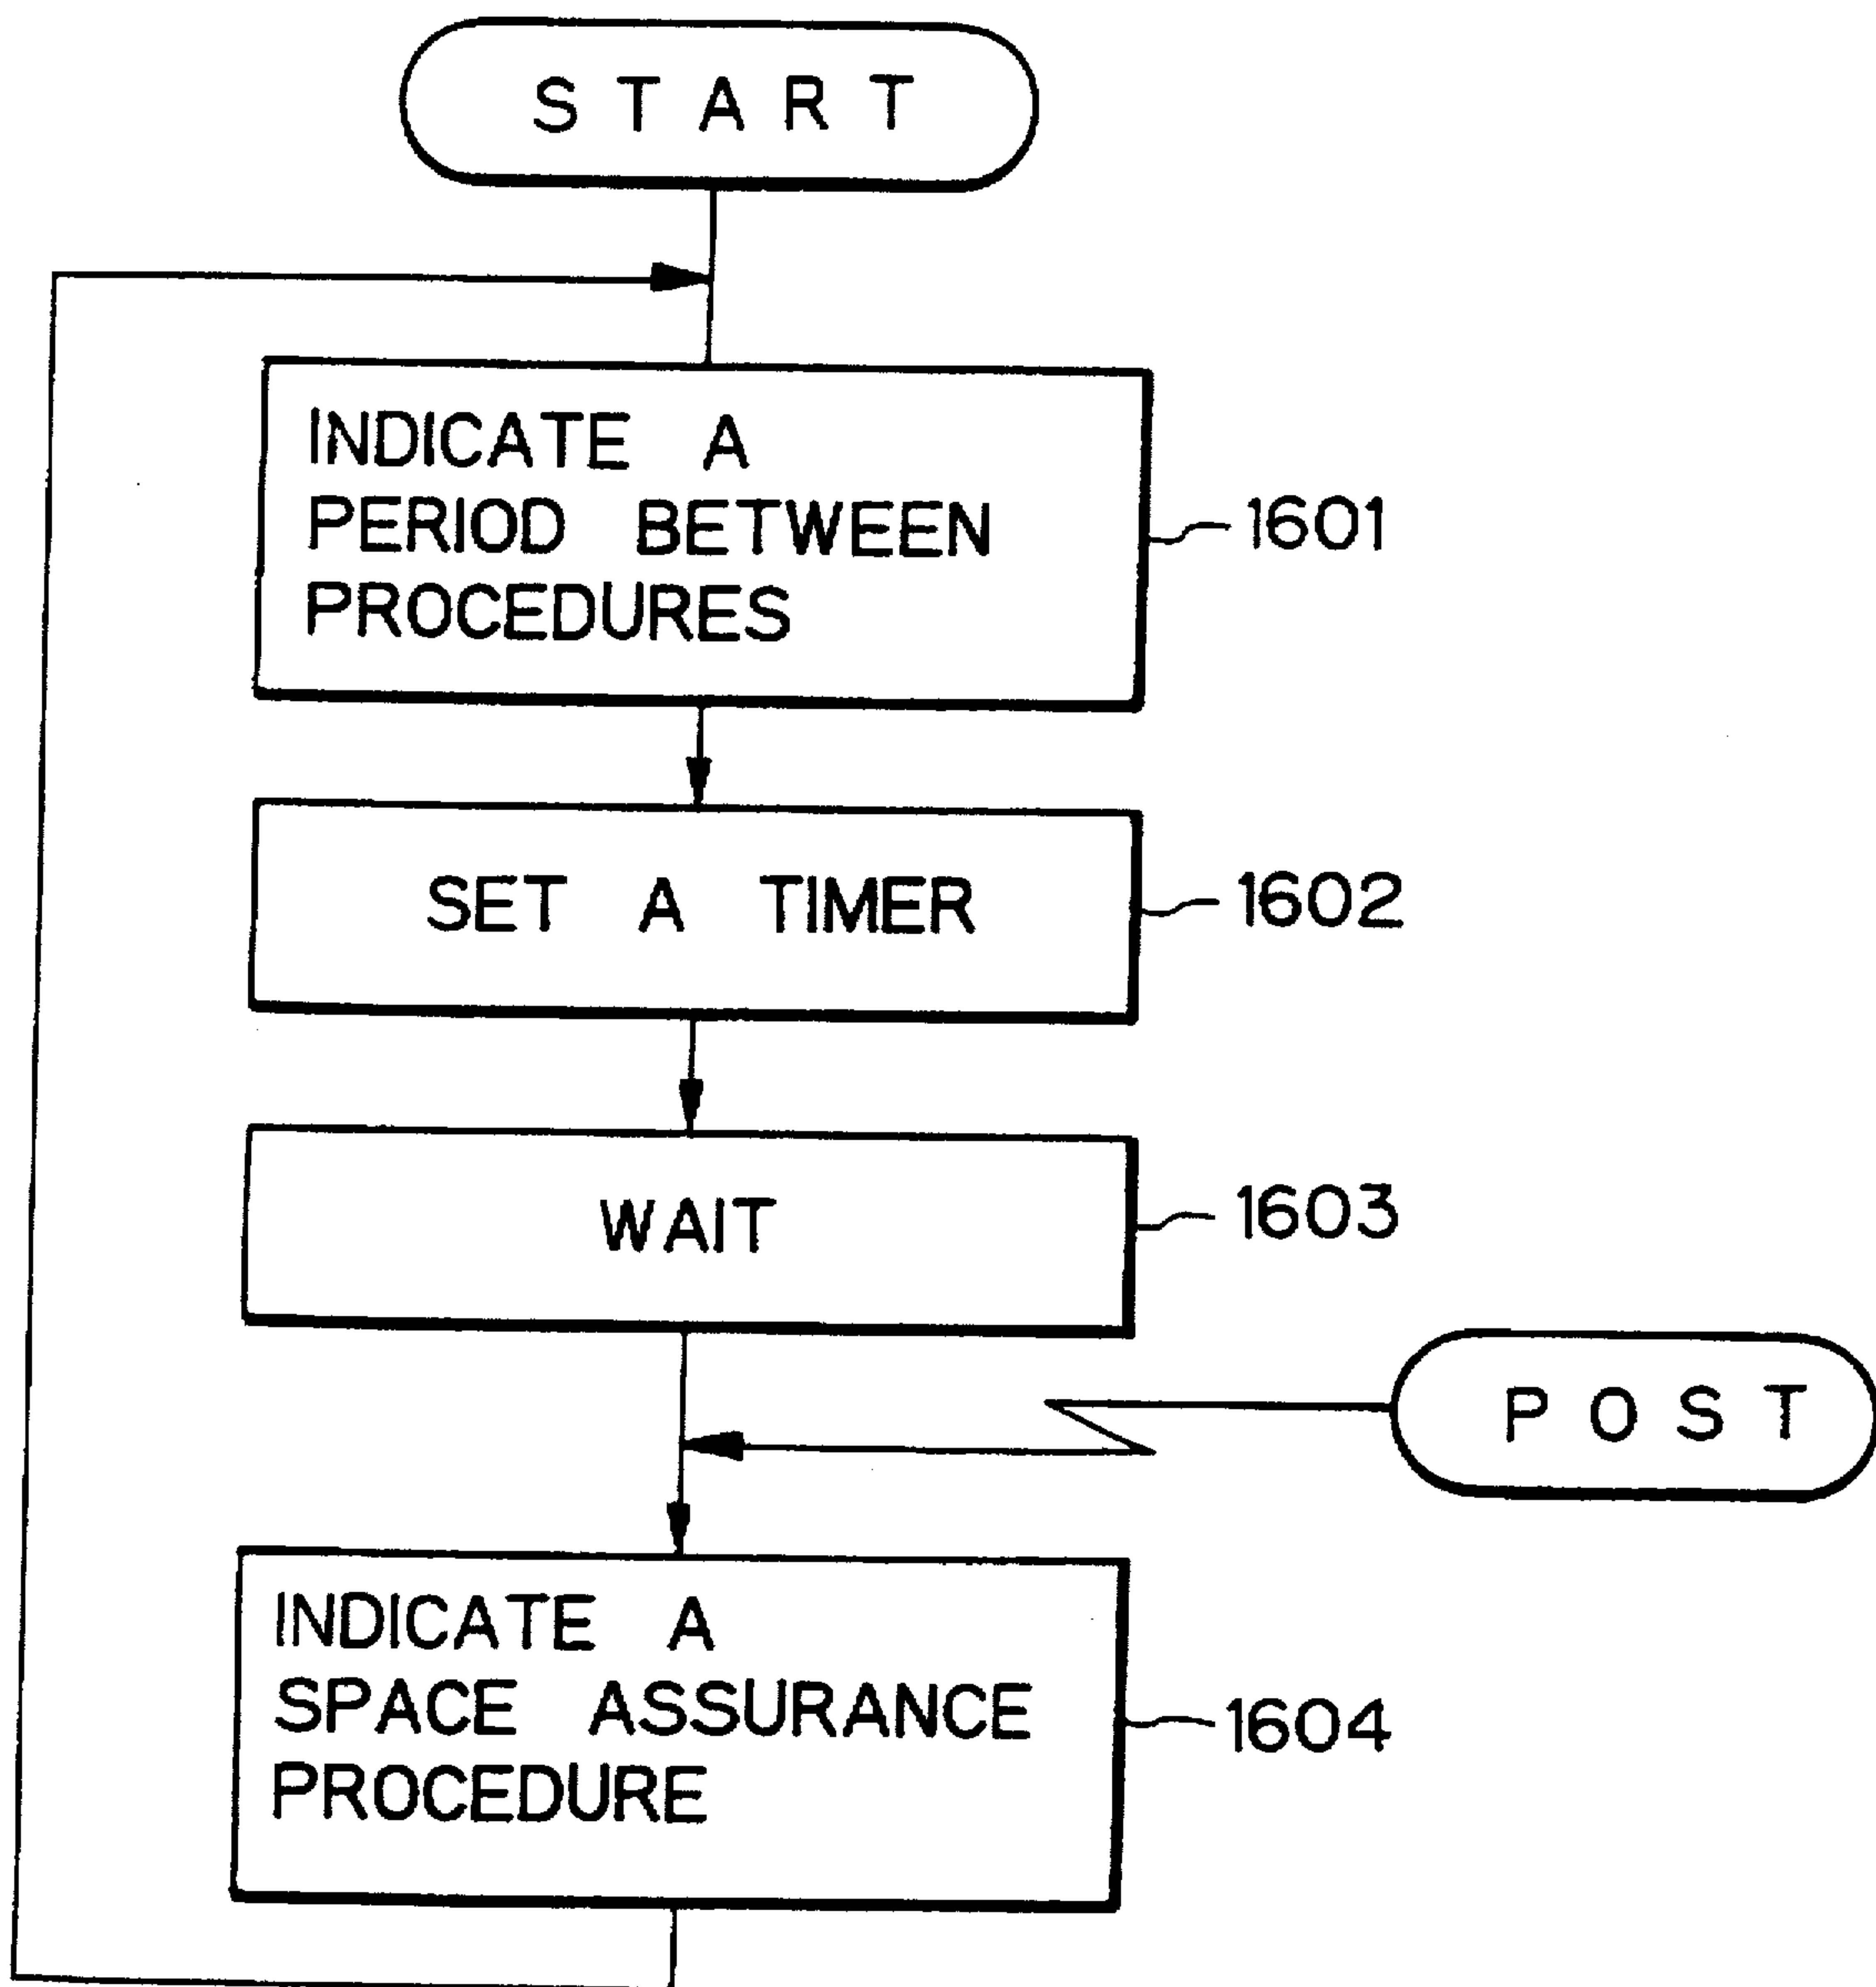 START
INDICATE A
PERIOD BETWEEN
PROCEDURES
1601
SET A TIMER
1602
WAIT
1603
POST
INDICATE A
SPACE ASSURANCE
PROCEDURE
1604